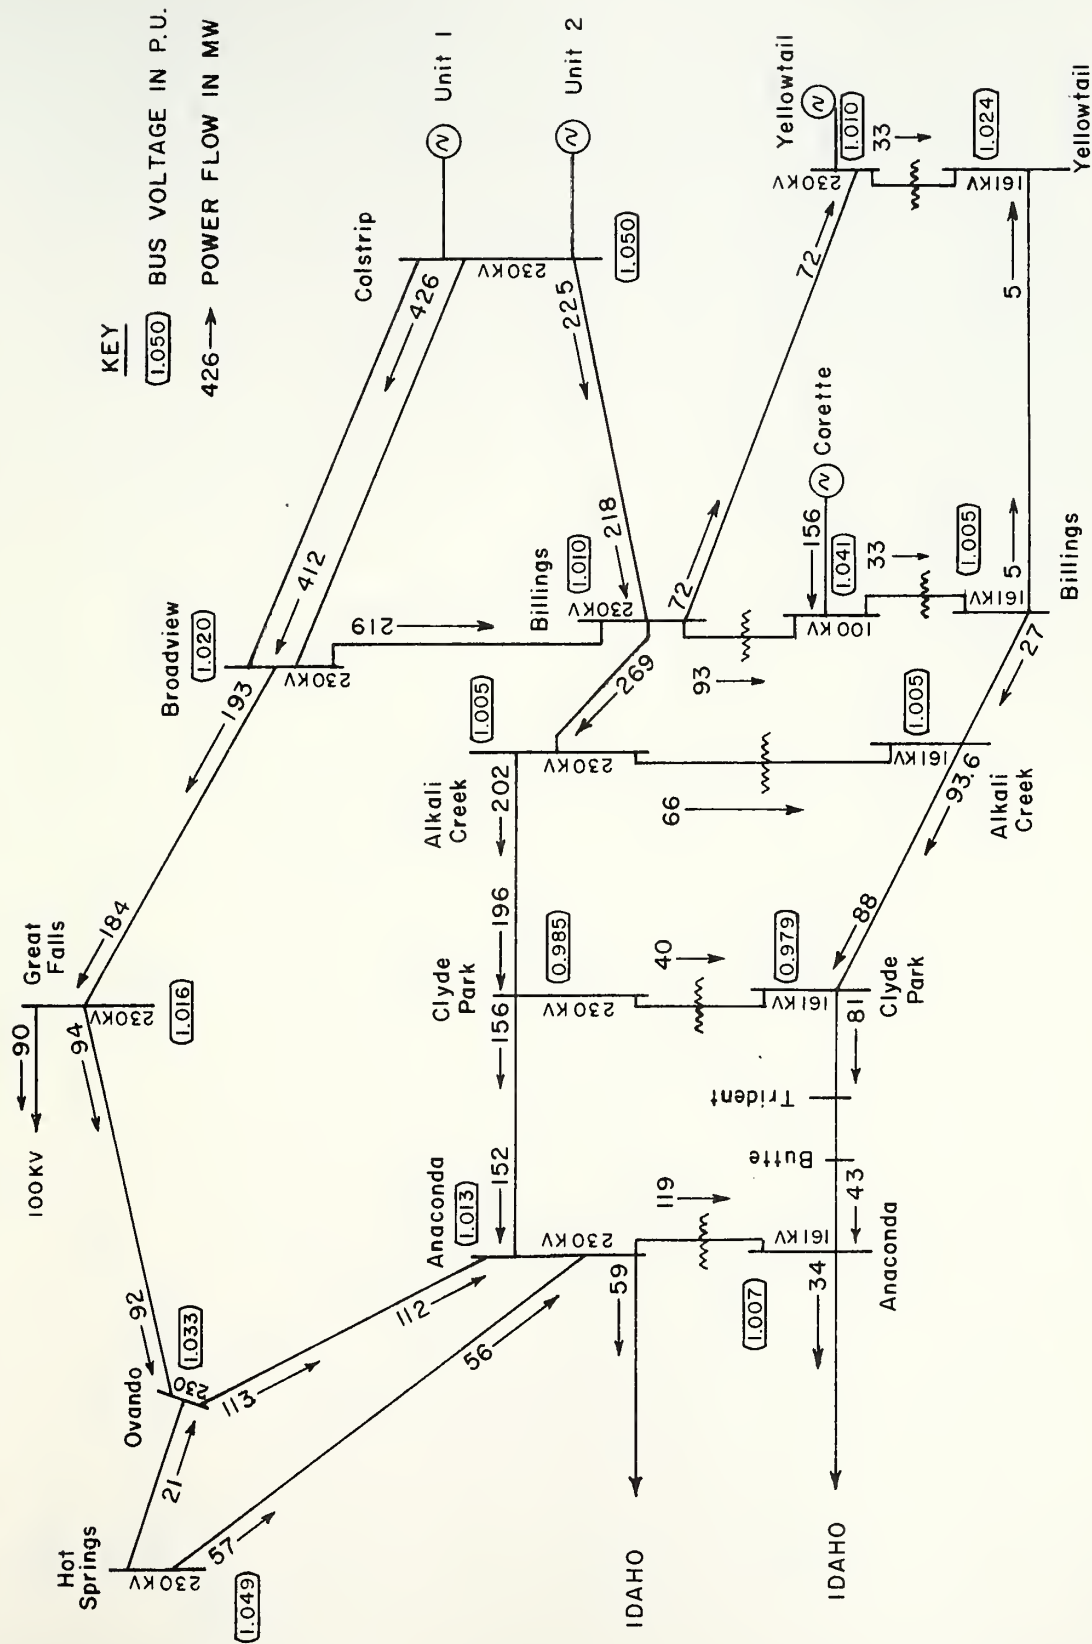 KEY
1.050 BUS VOLTAGE IN P.U.
426 POWER FLOW IN MW
Hot
Springs
230KV
1.049
21
57
56
Ovando
230
1.033
92
113
112
100KV
90
94
Great
Falls
230KV
1.016
184
193
Broadview
1.020
230KV
412
426
219
Colstrip
230KV
1.050
Unit 1
Unit 2
225
218
Billings
1.010
230KV
269
72
72
93
Yellowtail
230KV
1.010
33
1.024
161KV
Yellowtail
Corette
156
1.041
100KV
33
1.005
161KV
Billings
5
5
27
1.005
Alkali
Creek
230KV
202
66
1.005
161KV
Alkali
Creek
93.6
88
196
Clyde
Park
0.985
230KV
156
40
0.979
161KV
Clyde
Park
81
Trident
Butte
43
Anaconda
1.013
152
230KV
119
59
1.007
161KV
34
Anaconda
IDAHO
IDAHO